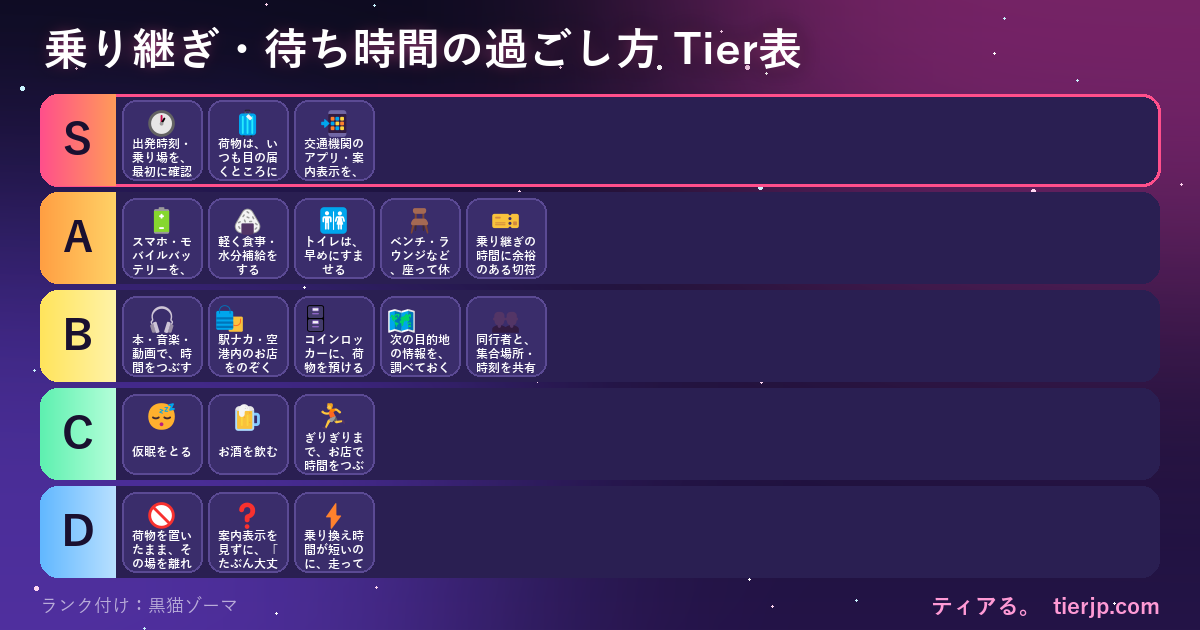 乗り継ぎ・待ち時間の過ごし方 Tier表
S
出発時刻・
乗り場を、
最初に確認
荷物は、い
つも目の届
くところに
交通機関の
アプリ・案
内表示を、
A
スマホ・モ
バイルバッ
テリーを、
軽く食事・
水分補給を
する
トイレは、
早めにすま
せる
ベンチ・ラ
ウンジなど
、座って休
乗り継ぎの
時間に余裕
のある切符
B
本・音楽・
動画で、時
間をつぶす
駅ナカ・空
港内のお店
をのぞく
コインロッ
カーに、荷
物を預ける
次の目的地
の情報を、
調べておく
同行者と、
集合場所・
時刻を共有
C
仮眠をとる
お酒を飲む
ぎりぎりま
で、お店で
時間をつぶ
D
荷物を置い
たまま、そ
の場を離れ
案内表示を
見ずに、「
たぶん大丈
乗り換え時
間が短いの
に、走って
ランク付け：黒猫ゾーマ
ティアる。 tierjp.com